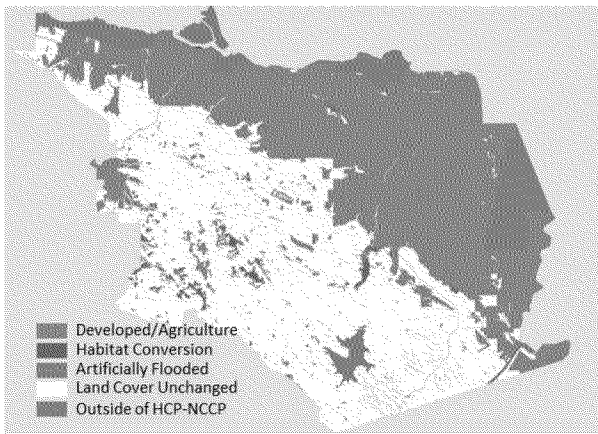 Developed/Agriculture
Habitat Conversion
Artificially Flooded
Land Cover Unchanged
Outside of HCP-NCCP